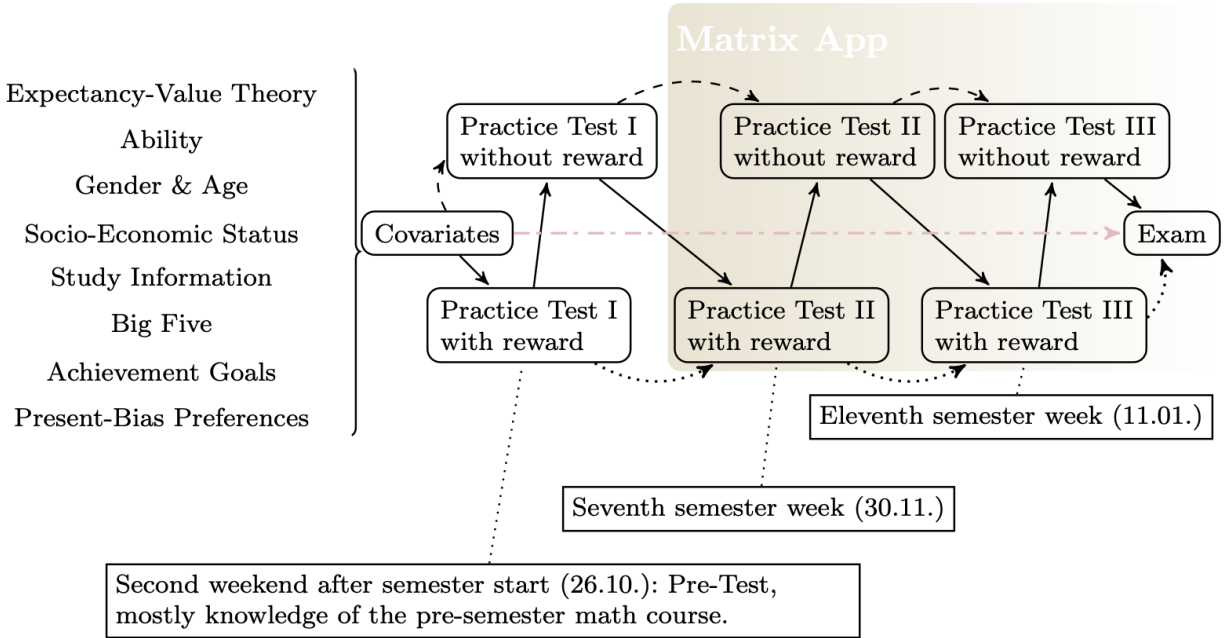 Matrix App
Expectancy-Value Theory
Ability
Gender & Age
Socio-Economic Status
Study Information
Big Five
Achievement Goals
Present-Bias Preferences
Covariates
Practice Test I
without reward
Practice Test II
without reward
Practice Test III
without reward
Exam
Practice Test I
with reward
Practice Test II
with reward
Practice Test III
with reward
Eleventh semester week (11.01.)
Seventh semester week (30.11.)
Second weekend after semester start (26.10.): Pre-Test,
mostly knowledge of the pre-semester math course.